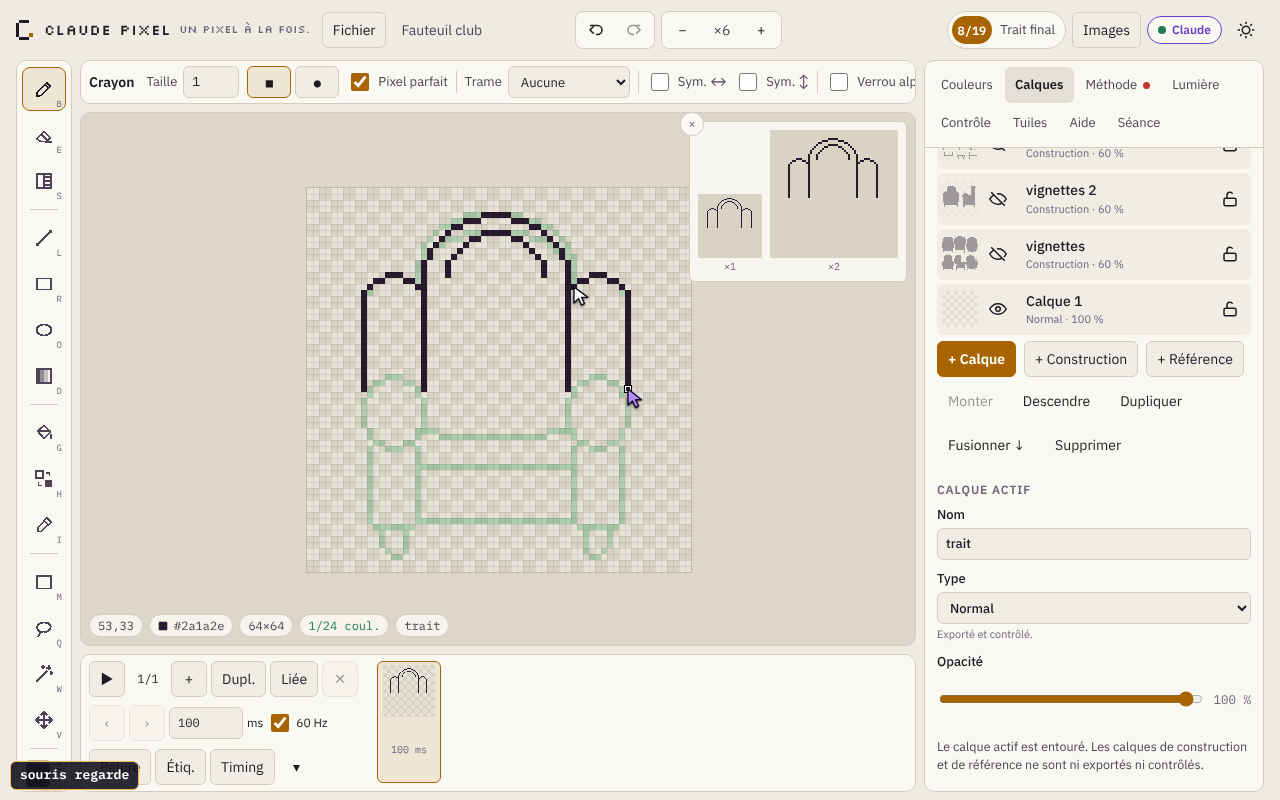 CLAUDE PIXEL
UN PIXEL À LA FOIS.
Fichier
Fauteuil club
−
×6
+
8/19
Trait final
Images
Claude
Crayon
Taille
1
Pixel parfait
Trame
Aucune
Sym. ↔
Sym. ↕
Verrou alp
B
E
S
L
R
O
D
G
H
I
M
Q
W
V
×
×1
×2
53,33
#2a1a2e
64×64
1/24 coul.
trait
1/1
+
Dupl.
Liée
×
‹
›
100
ms
60 Hz
Étiq.
Timing
▼
100 ms
souris regarde
Couleurs
Calques
Méthode
Lumière
Contrôle
Tuiles
Aide
Séance
Construction · 60 %
vignettes 2
Construction · 60 %
vignettes
Construction · 60 %
Calque 1
Normal · 100 %
+ Calque
+ Construction
+ Référence
Monter
Descendre
Dupliquer
Fusionner ↓
Supprimer
CALQUE ACTIF
Nom
trait
Type
Normal
Exporté et contrôlé.
Opacité
100 %
Le calque actif est entouré. Les calques de construction
et de référence ne sont ni exportés ni contrôlés.